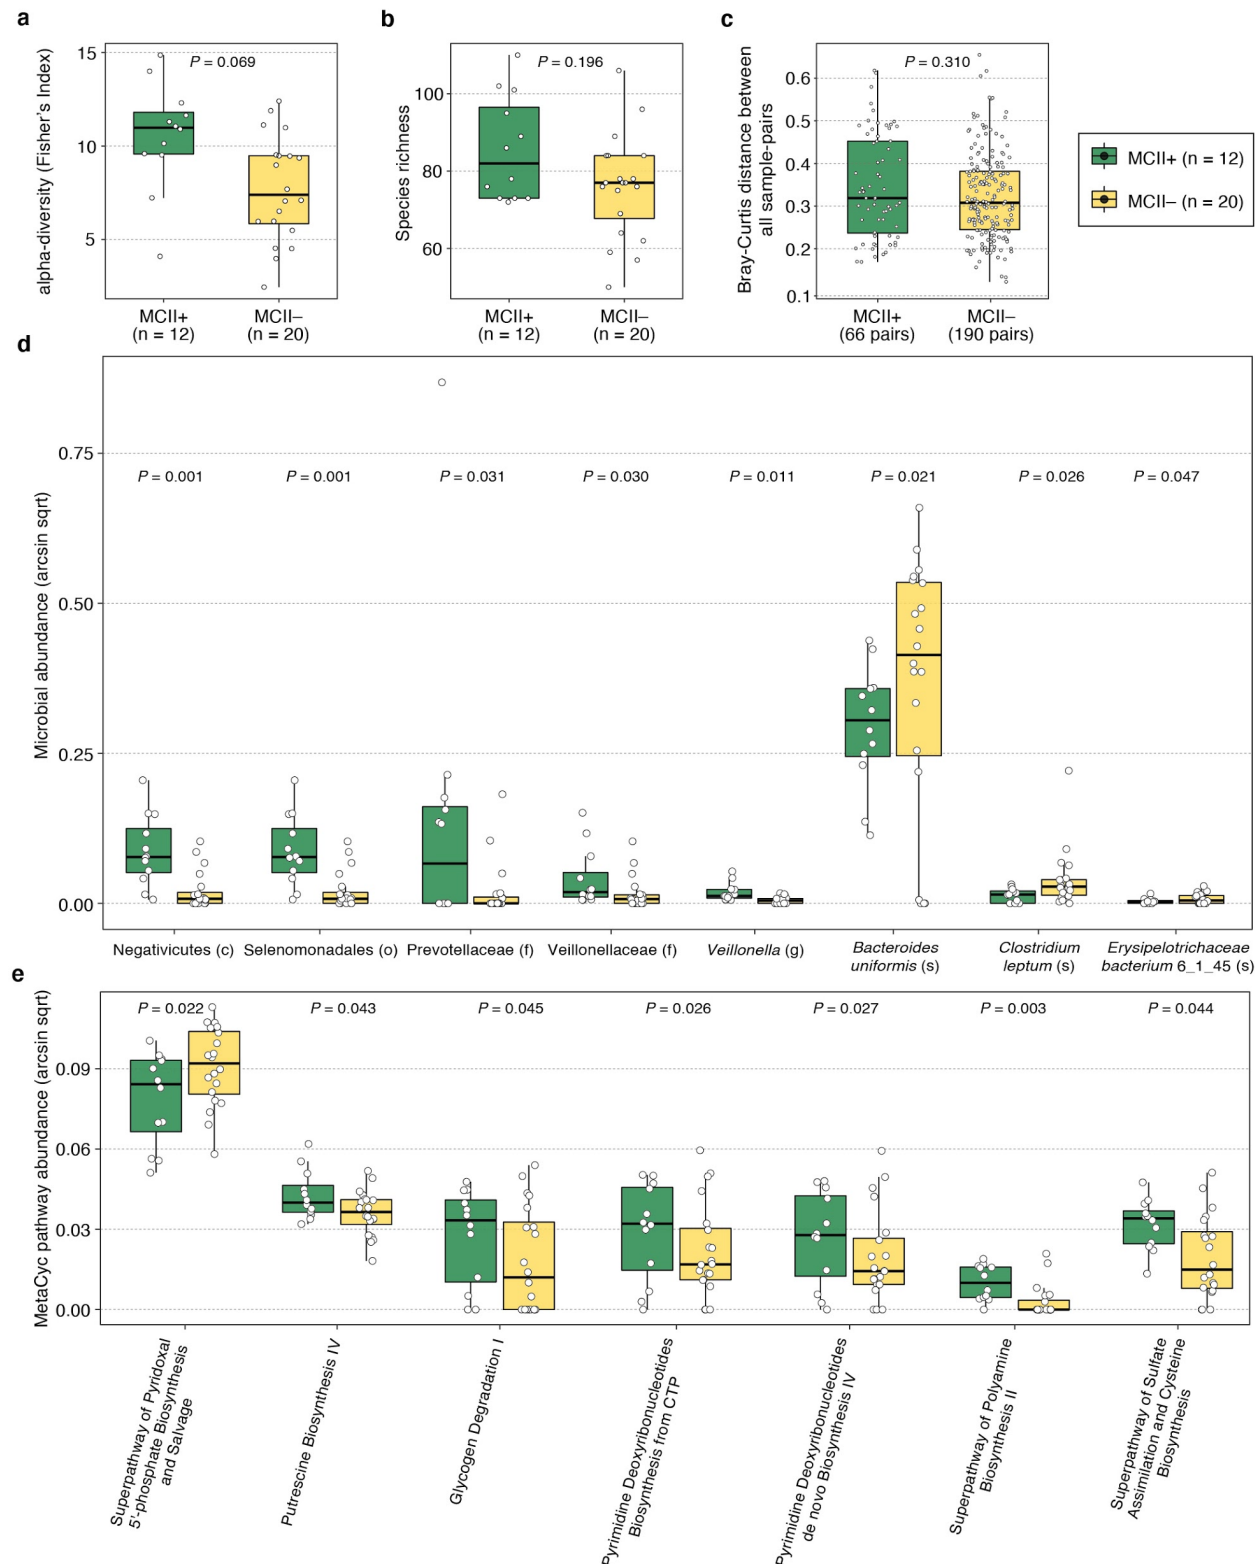 a
alpha-diversity (Fisher's Index)
15
10
5
P = 0.069
MCII+
(n = 12)
MCII–
(n = 20)
b
Species richness
100
80
60
P = 0.196
MCII+
(n = 12)
MCII–
(n = 20)
c
Bray-Curtis distance between
all sample-pairs
0.6
0.5
0.4
0.3
0.2
0.1
P = 0.310
MCII+
(66 pairs)
MCII–
(190 pairs)
MCII+ (n = 12)
MCII– (n = 20)
d
Microbial abundance (arcsin sqrt)
0.75
0.50
0.25
0.00
P = 0.001
P = 0.001
P = 0.031
P = 0.030
P = 0.011
P = 0.021
P = 0.026
P = 0.047
Negativicutes (c)
Selenomonadales (o)
Prevotellaceae (f)
Veillonellaceae (f)
Veillonella (g)
Bacteroides
uniformis (s)
Clostridium
leptum (s)
Erysipelotrichaceae
bacterium 6_1_45 (s)
e
MetaCyc pathway abundance (arcsin sqrt)
0.09
0.06
0.03
0.00
P = 0.022
P = 0.043
P = 0.045
P = 0.026
P = 0.027
P = 0.003
P = 0.044
Superpathway of Pyridoxal
5'-phosphate Biosynthesis
and Salvage
Putrescine Biosynthesis IV
Glycogen Degradation I
Pyrimidine Deoxyribonucleotides
Biosynthesis from CTP
Pyrimidine Deoxyribonucleotides
de novo Biosynthesis IV
Superpathway of Polyamine
Biosynthesis II
Superpathway of Sulfate
Assimilation and Cysteine
Biosynthesis